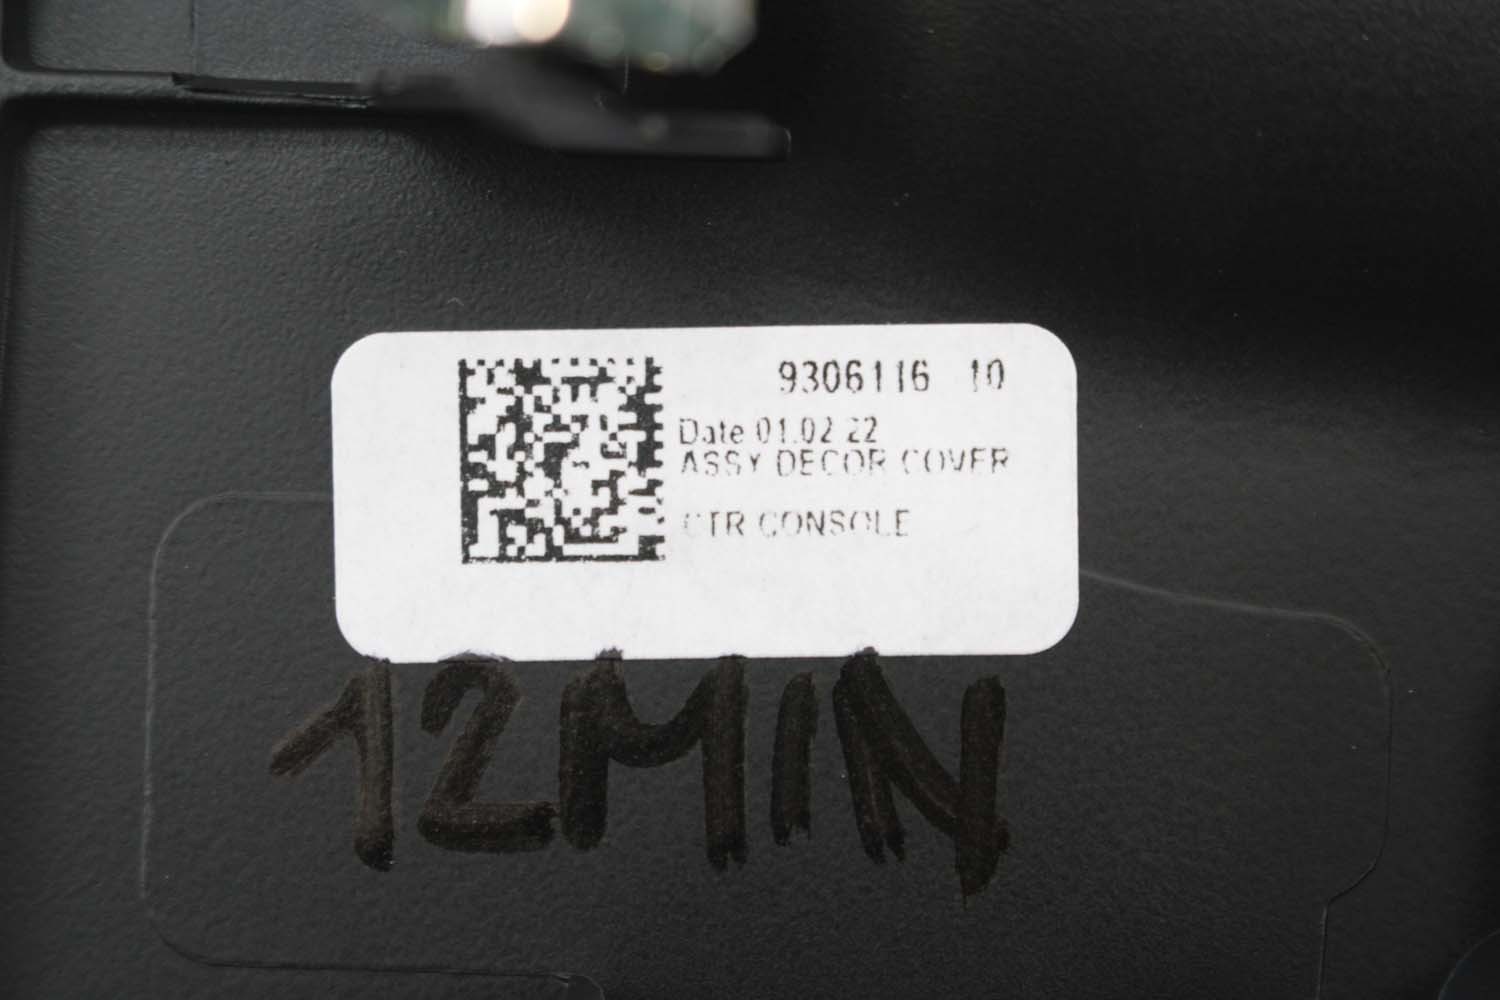 9306116 10
Date 01.02.22
ASSY DECOR COVER
CTR CONSOLE
12MIN